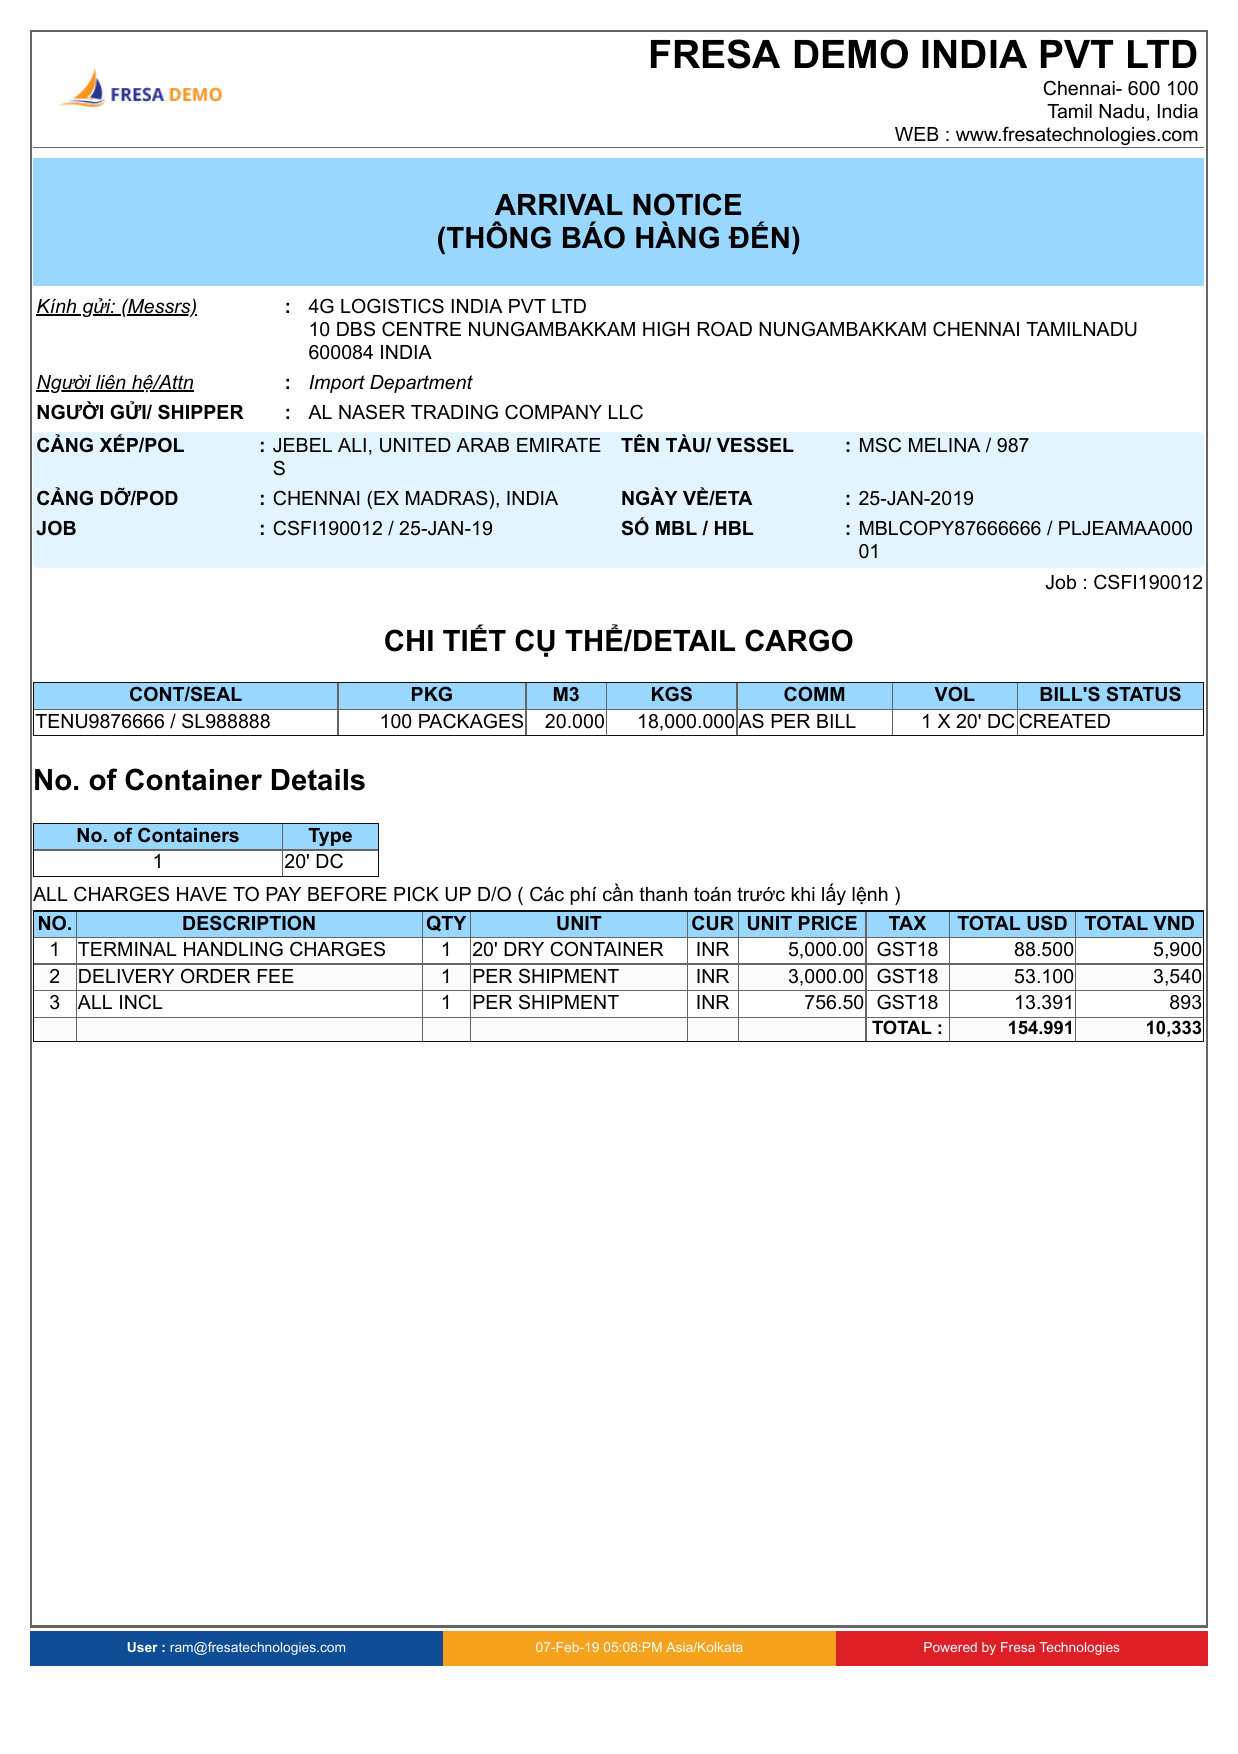 FRESA DEMO
FRESA DEMO INDIA PVT LTD
Chennai- 600 100
Tamil Nadu, India
WEB : www.fresatechnologies.com
ARRIVAL NOTICE
(THÔNG BÁO HÀNG ĐẾN)
Kính gửi: (Messrs) : 4G LOGISTICS INDIA PVT LTD
10 DBS CENTRE NUNGAMBAKKAM HIGH ROAD NUNGAMBAKKAM CHENNAI TAMILNADU
600084 INDIA
Người liên hệ/Attn : Import Department
NGƯỜI GỬI/ SHIPPER : AL NASER TRADING COMPANY LLC
CẢNG XẾP/POL : JEBEL ALI, UNITED ARAB EMIRATE TÊN TÀU/ VESSEL : MSC MELINA / 987
S
CẢNG DỠ/POD : CHENNAI (EX MADRAS), INDIA NGÀY VỀ/ETA : 25-JAN-2019
JOB : CSFI190012 / 25-JAN-19 SỐ MBL / HBL : MBLCOPY87666666 / PLJEAMAA000
01
Job : CSFI190012
CHI TIẾT CỤ THỂ/DETAIL CARGO
CONT/SEAL PKG M3 KGS COMM VOL BILL'S STATUS
TENU9876666 / SL988888 100 PACKAGES 20.000 18,000.000 AS PER BILL 1 X 20' DC CREATED
No. of Container Details
No. of Containers Type
1 20' DC
ALL CHARGES HAVE TO PAY BEFORE PICK UP D/O ( Các phí cần thanh toán trước khi lấy lệnh )
NO. DESCRIPTION QTY UNIT CUR UNIT PRICE TAX TOTAL USD TOTAL VND
1 TERMINAL HANDLING CHARGES 1 20' DRY CONTAINER INR 5,000.00 GST18 88.500 5,900
2 DELIVERY ORDER FEE 1 PER SHIPMENT INR 3,000.00 GST18 53.100 3,540
3 ALL INCL 1 PER SHIPMENT INR 756.50 GST18 13.391 893
TOTAL : 154.991 10,333
User : ram@fresatechnologies.com 07-Feb-19 05:08:PM Asia/Kolkata Powered by Fresa Technologies